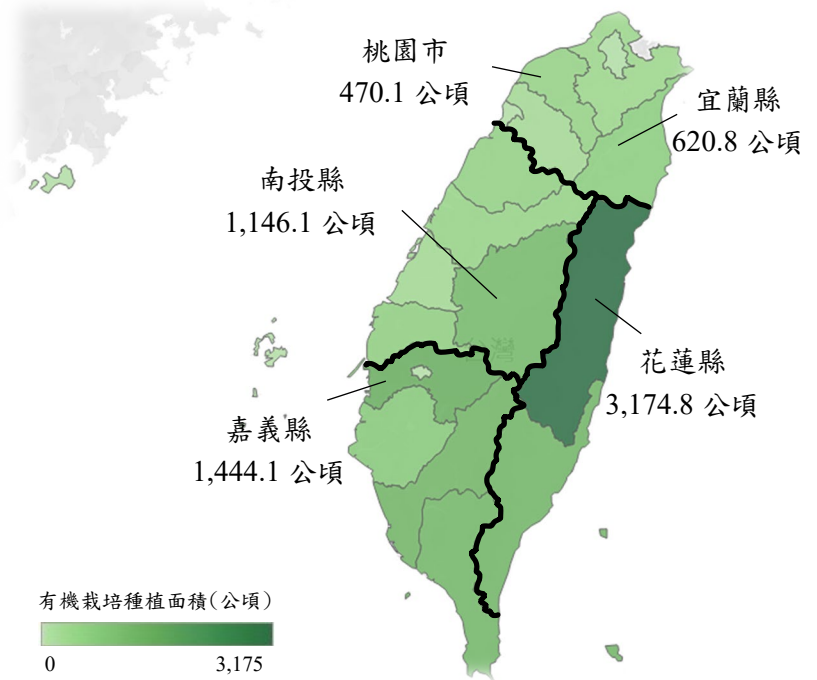 桃園市
470.1 公頃
宜蘭縣
620.8 公頃
南投縣
1,146.1 公頃
花蓮縣
3,174.8 公頃
嘉義縣
1,444.1 公頃
有機栽培種植面積(公頃)
0 3,175